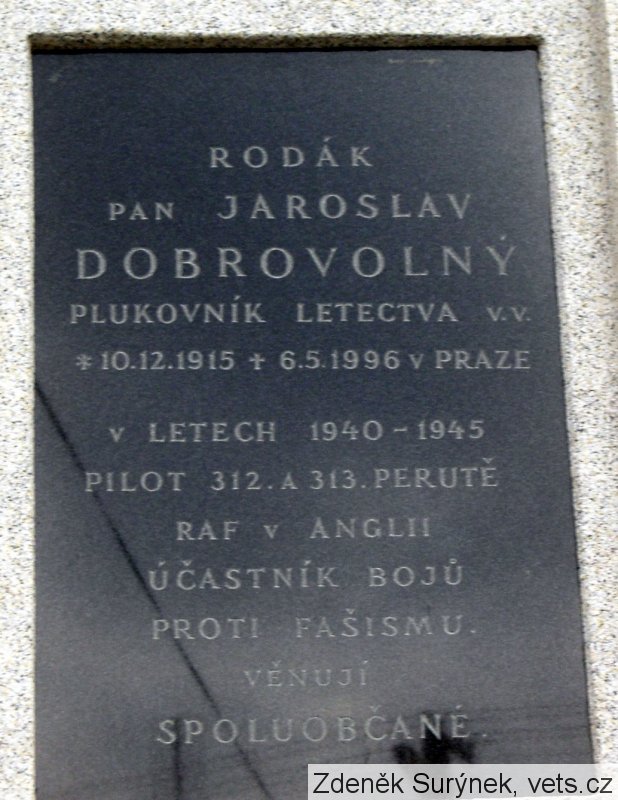 RODÁK
PAN JAROSLAV
DOBROVOLNÝ
PLUKOVNÍK LETECTVA V.V.
* 10.12.1915 ✝ 6.5.1996 V PRAZE
V LETECH 1940 - 1945
PILOT 312. A 313. PERUTĚ
RAF V ANGLII
ÚČASTNÍK BOJŮ
PROTI FAŠISMU.
VĚNUJÍ
SPOLUOBČANÉ.
Zdeněk Surýnek, vets.cz